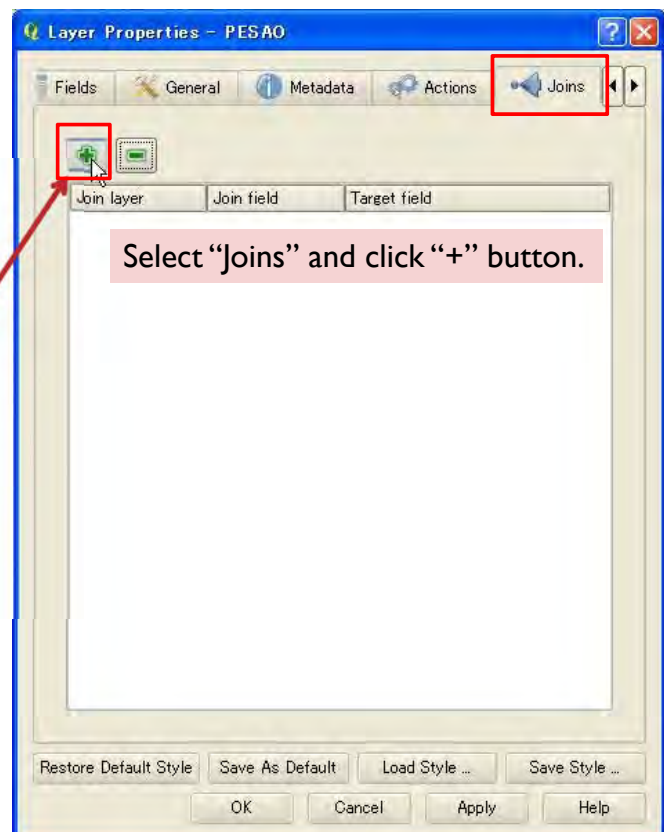 Layer Properties - PESAO
Fields General Metadata Actions Joins
Join layer Join field Target field
Select “Joins” and click “+” button.
Restore Default Style Save As Default Load Style ... Save Style ...
OK Cancel Apply Help